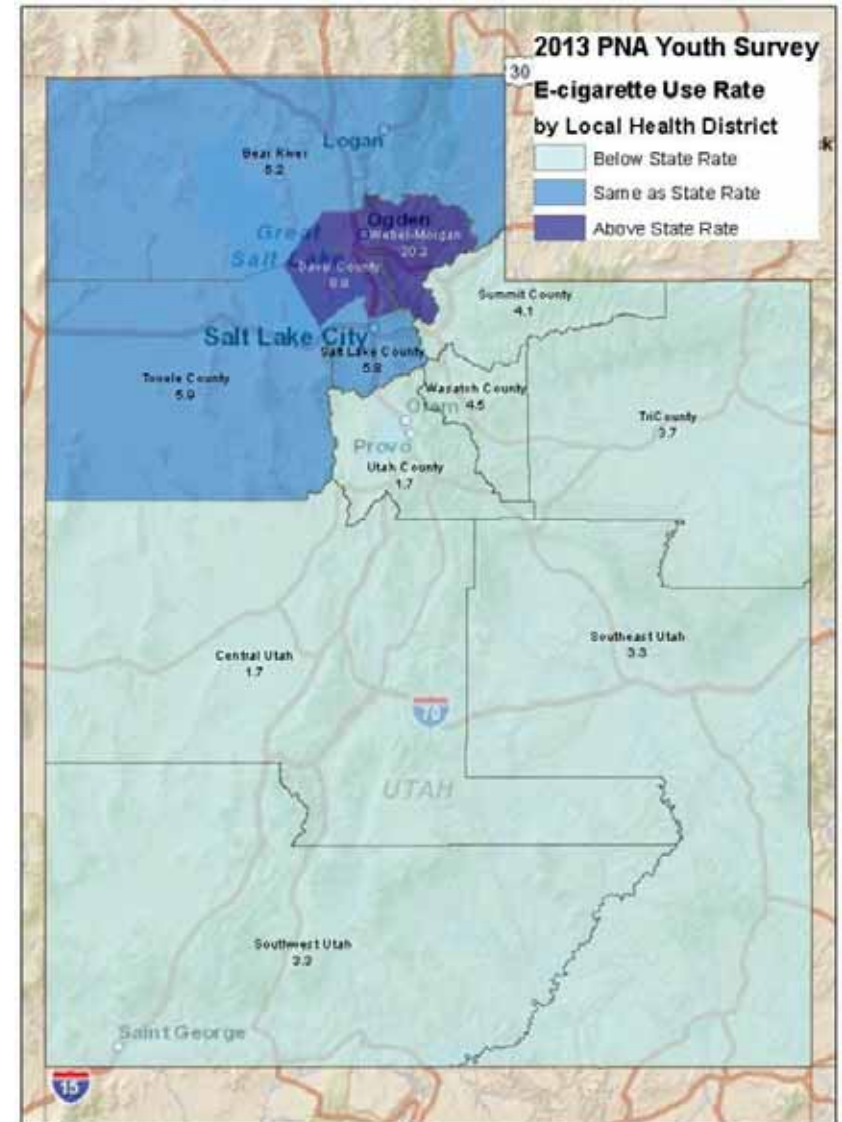 2013 PNA Youth Survey
E-cigarette Use Rate
by Local Health District
Below State Rate
Same as State Rate
Above State Rate
30
Logan
Bear River
5.2
Ogden
Weber-Morgan
Great
Salt Lake
Davis County
Summit County
4.1
Salt Lake City
Salt Lake County
5.8
Tooele County
5.9
Wasatch County
4.5
Orem
TriCounty
3.7
Provo
Utah County
1.7
Central Utah
1.7
Southeast Utah
3.3
70
UTAH
Southwest Utah
Saint George
15